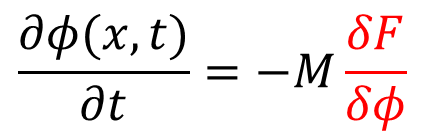 ∂ϕ(x, t)/∂t = −M δF/δϕ